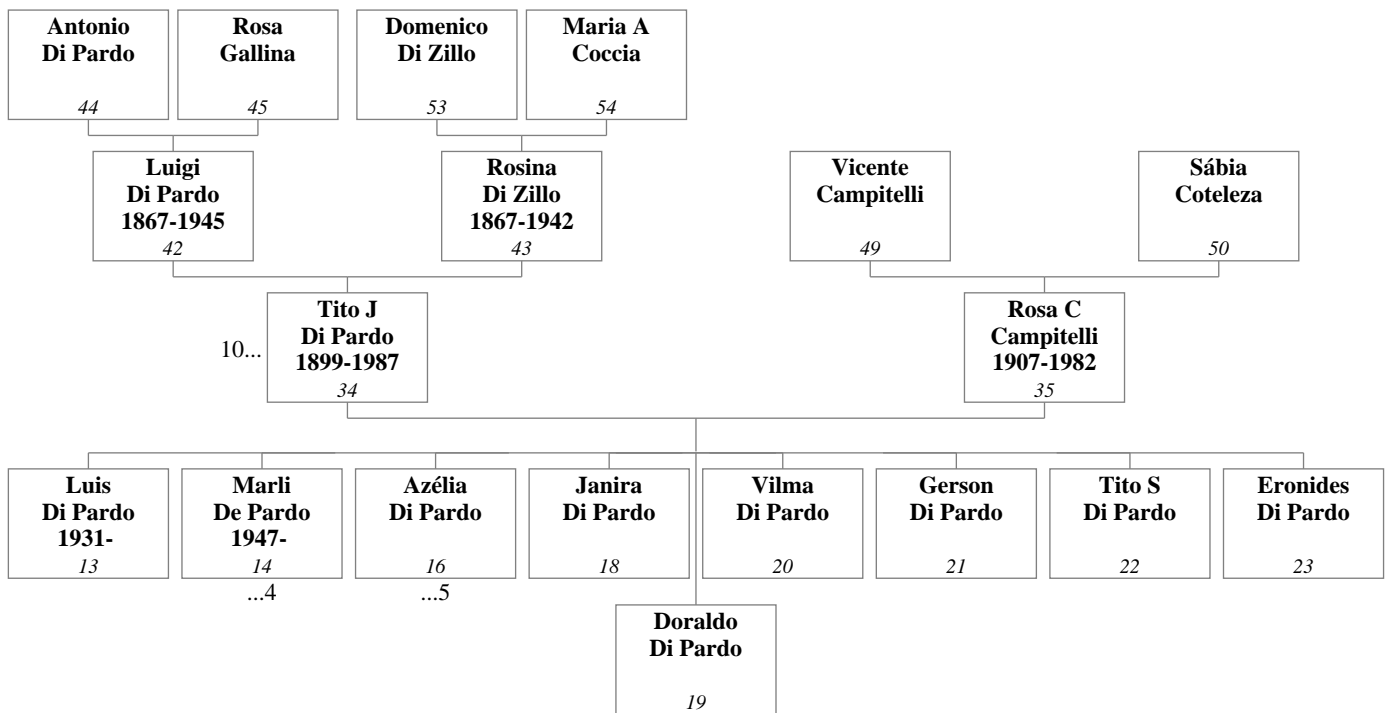 Antonio
Di Pardo
44
Rosa
Gallina
45
Domenico
Di Zillo
53
Maria A
Coccia
54
Luigi
Di Pardo
1867-1945
42
Rosina
Di Zillo
1867-1942
43
Vicente
Campitelli
49
Sábia
Coteleza
50
10...
Tito J
Di Pardo
1899-1987
34
Rosa C
Campitelli
1907-1982
35
Luis
Di Pardo
1931-
13
Marli
De Pardo
1947-
14
...4
Azélia
Di Pardo
16
...5
Janira
Di Pardo
18
Vilma
Di Pardo
20
Gerson
Di Pardo
21
Tito S
Di Pardo
22
Eronides
Di Pardo
23
Doraldo
Di Pardo
19